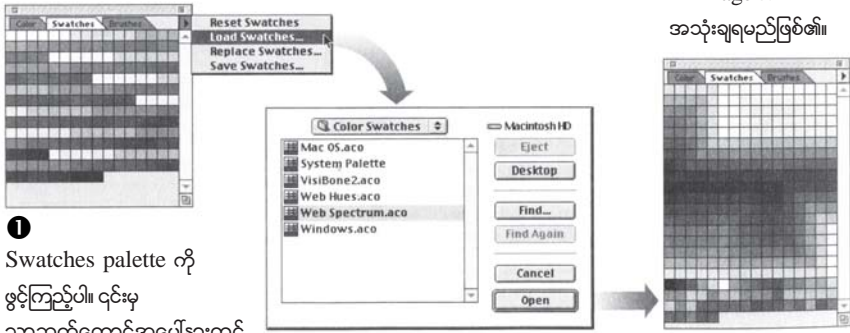 Color Swatches Brushes
Reset Swatches
Load Swatches...
Replace Swatches...
Save Swatches...
အသုံးချရမည်ဖြစ်၏။
Color Swatches Brushes
Color Swatches
Macintosh HD
Mac OS.aco
System Palette
VisiBone2.aco
Web Hues.aco
Web Spectrum.aco
Windows.aco
Eject
Desktop
Find...
Find Again
Cancel
Open
❶
Swatches palette ကို
ဖွင့်ကြည့်ပါ။ ၎င်းမှ